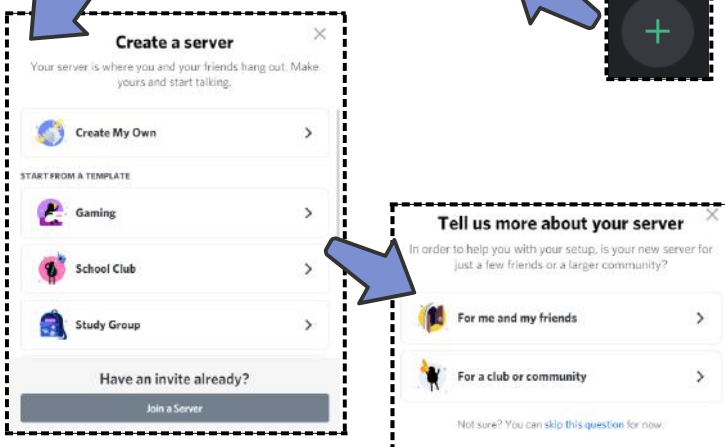 Create a server
Your server is where you and your friends hang out. Make
yours and start talking.
Create My Own
START FROM A TEMPLATE
Gaming
School Club
Study Group
Have an invite already?
Join a Server
Tell us more about your server
In order to help you with your setup, is your new server for
just a few friends or a larger community?
For me and my friends
For a club or community
Not sure? You can skip this question for now.